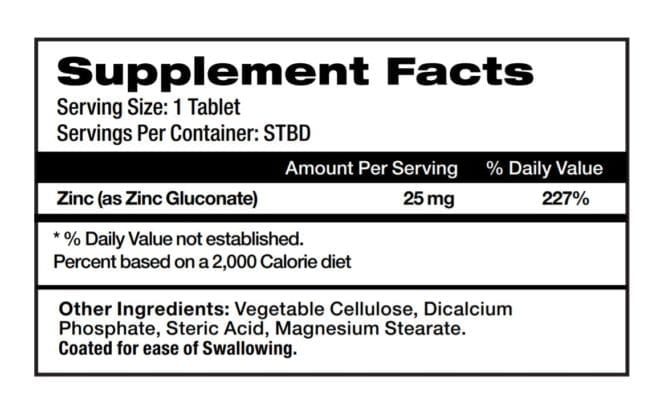 Supplement Facts
Serving Size: 1 Tablet
Servings Per Container: STBD
Amount Per Serving % Daily Value
Zinc (as Zinc Gluconate) 25 mg 227%
* % Daily Value not established.
Percent based on a 2,000 Calorie diet
Other Ingredients: Vegetable Cellulose, Dicalcium
Phosphate, Steric Acid, Magnesium Stearate.
Coated for ease of Swallowing.